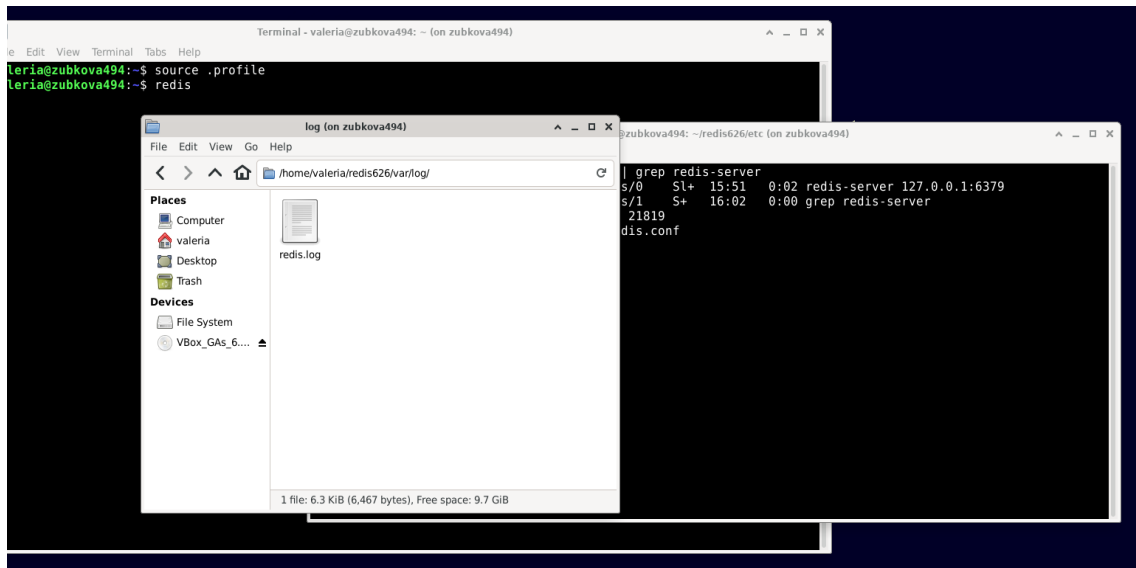 Terminal - valeria@zubkova494: ~ (on zubkova494)
Edit View Terminal Tabs Help
leria@zubkova494:~$ source .profile
leria@zubkova494:~$ redis
log (on zubkova494)
File Edit View Go Help
/home/valeria/redis626/var/log/
Places
Computer
valeria
Desktop
Trash
Devices
File System
VBox_GAs_6....
redis.log
1 file: 6.3 KiB (6,467 bytes), Free space: 9.7 GiB
@zubkova494: ~/redis626/etc (on zubkova494)
| grep redis-server
s/0 Sl+ 15:51 0:02 redis-server 127.0.0.1:6379
s/1 S+ 16:02 0:00 grep redis-server
21819
dis.conf